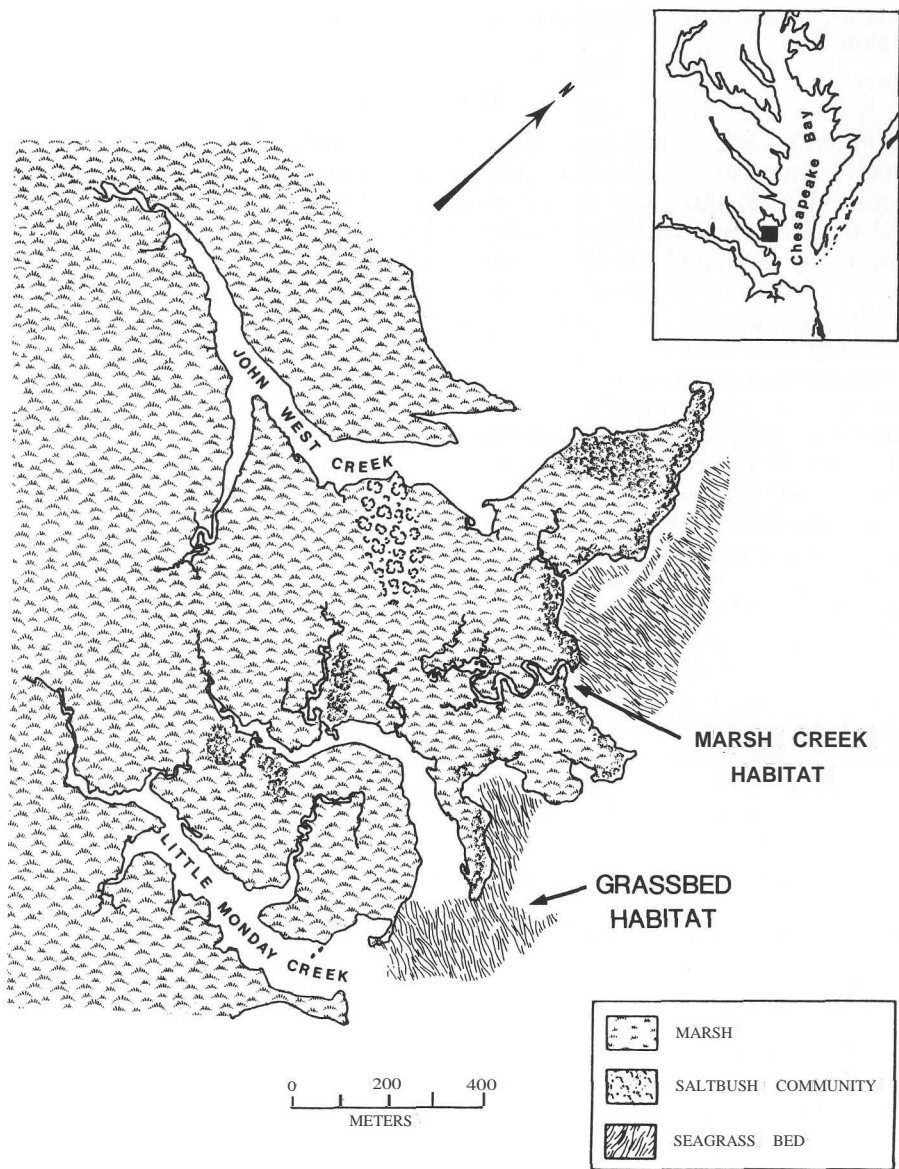 N
Chesapeake Bay
JOHN WEST CREEK
MARSH CREEK
HABITAT
GRASSBED
HABITAT
LITTLE MONDAY CREEK
0 200 400
METERS
MARSH
SALTBUSH COMMUNITY
SEAGRASS BED